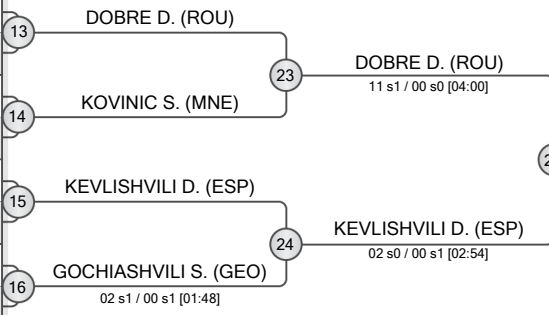 DOBRE D. (ROU)
13
23
DOBRE D. (ROU)
11 s1 / 00 s0 [04:00]
KOVINIC S. (MNE)
14
KEVLISHVILI D. (ESP)
15
24
KEVLISHVILI D. (ESP)
02 s0 / 00 s1 [02:54]
GOCHIASHVILI S. (GEO)
16
02 s1 / 00 s1 [01:48]